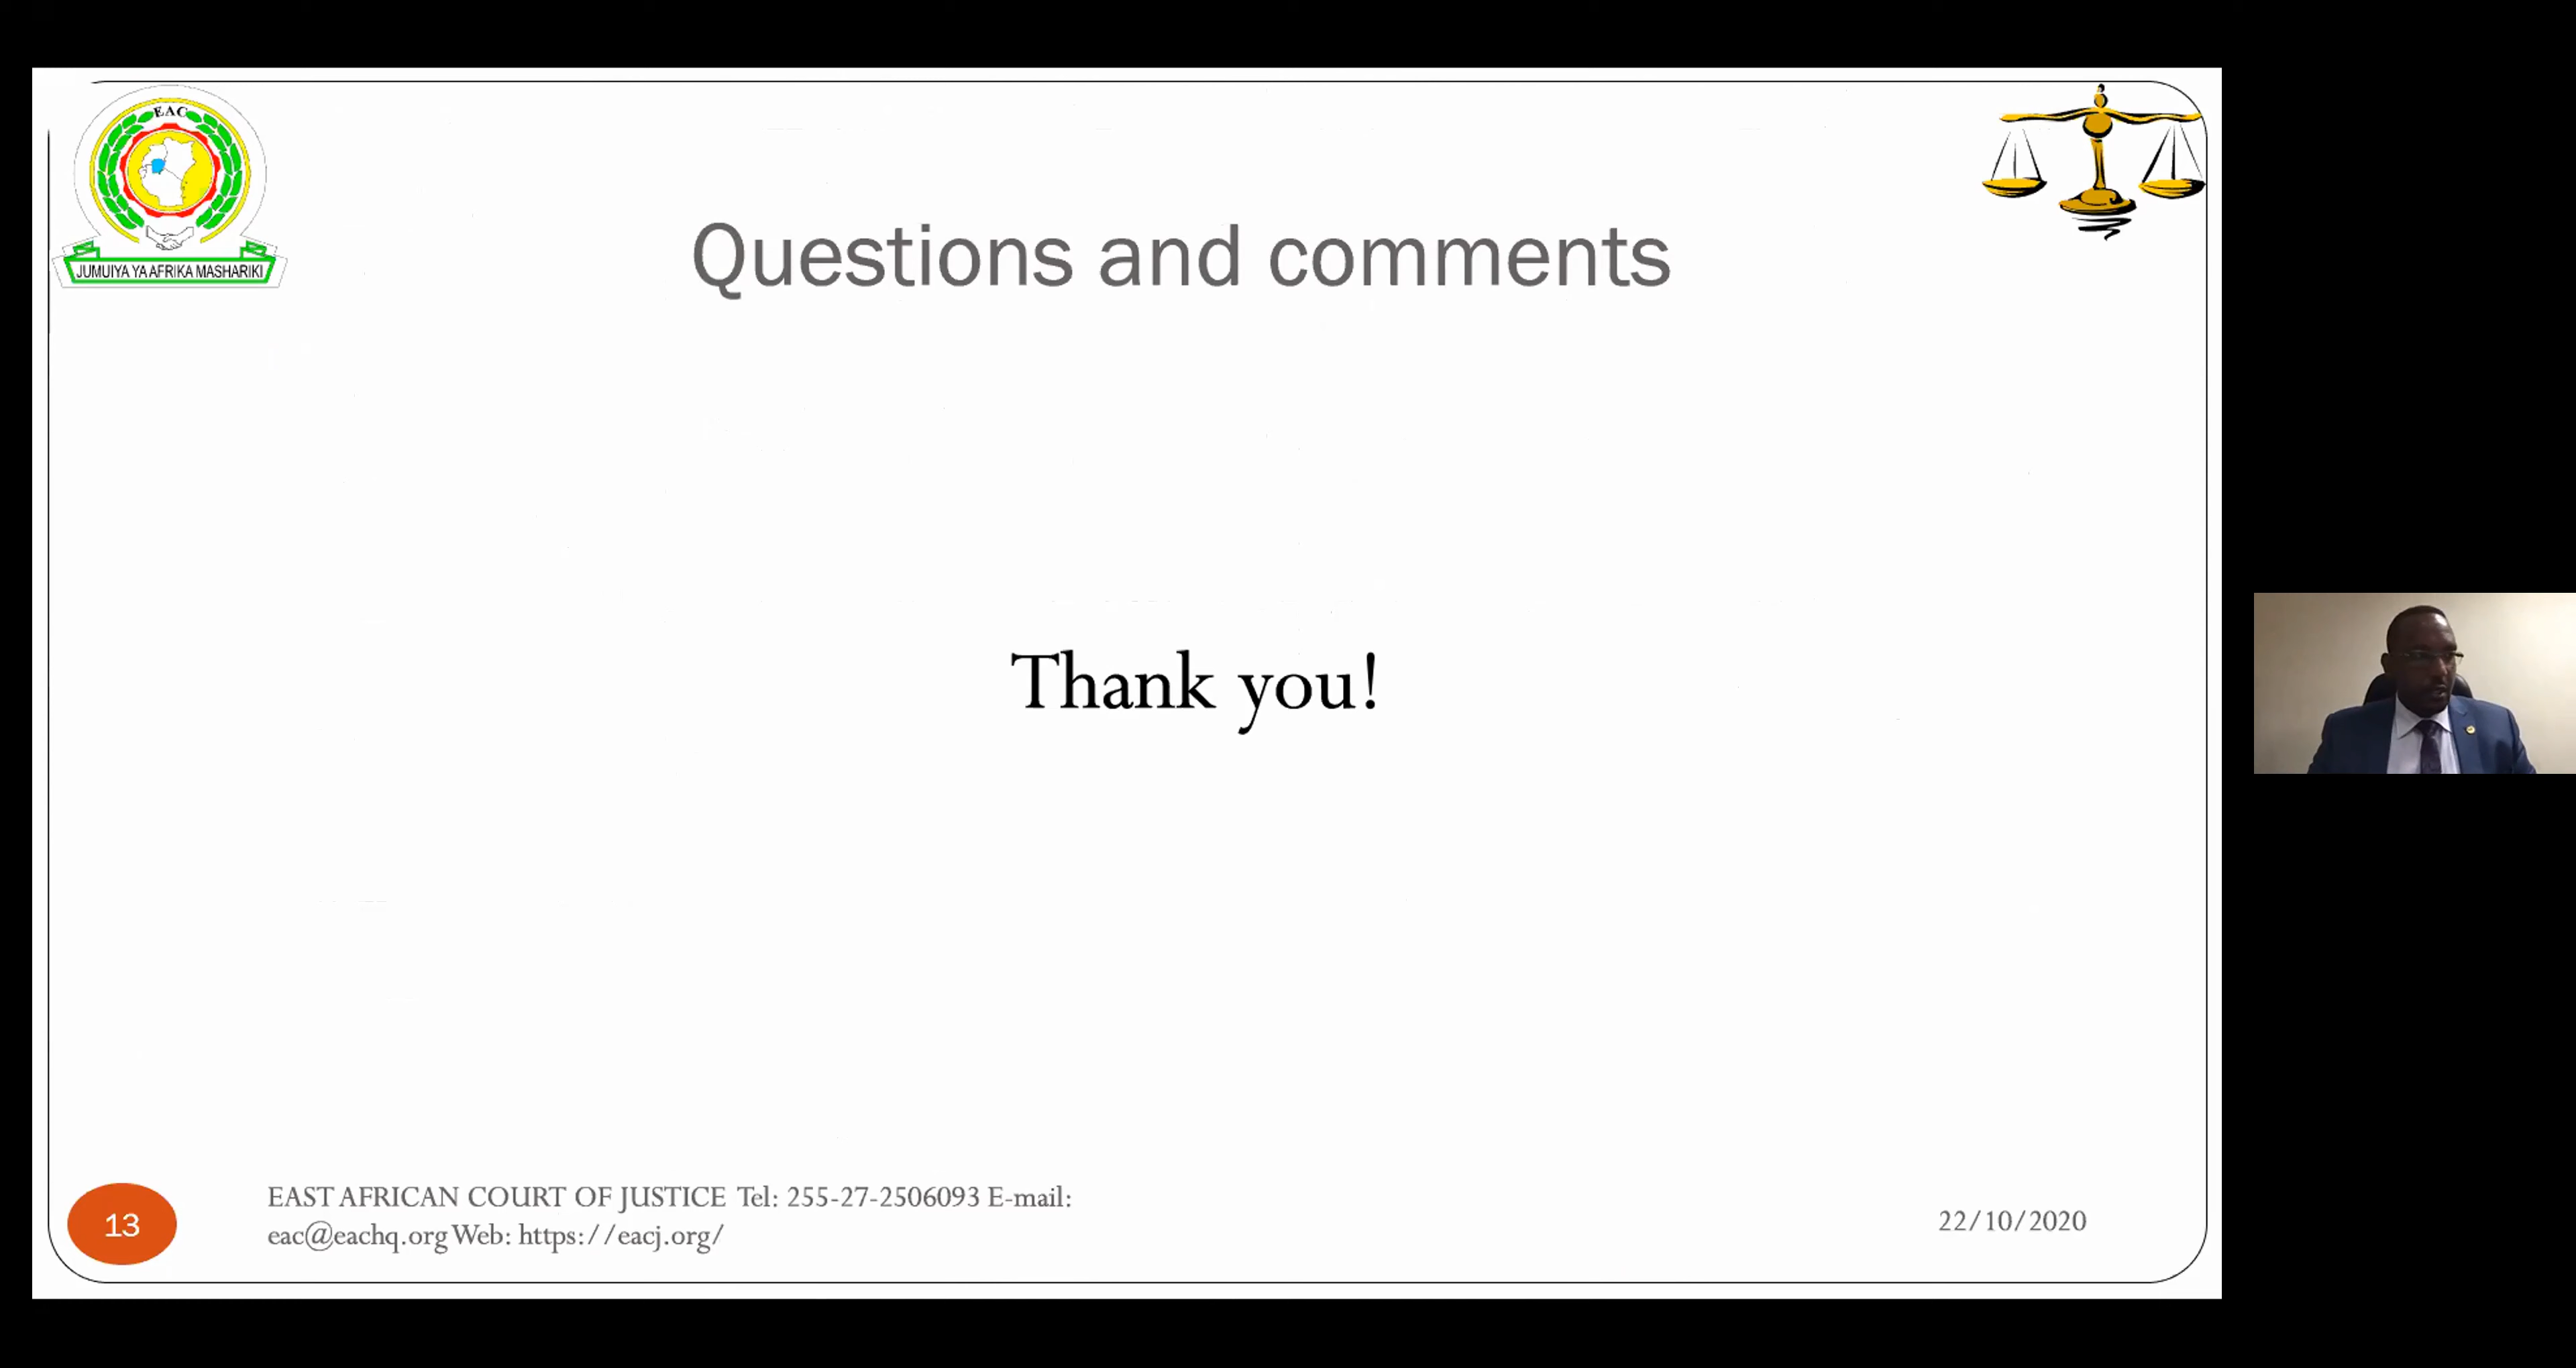 EAC
JUMUIYA YA AFRIKA MASHARIKI
Questions and comments
Thank you!
13
EAST AFRICAN COURT OF JUSTICE Tel: 255-27-2506093 E-mail:
eac@eachq.org Web: https://eacj.org/
22/10/2020